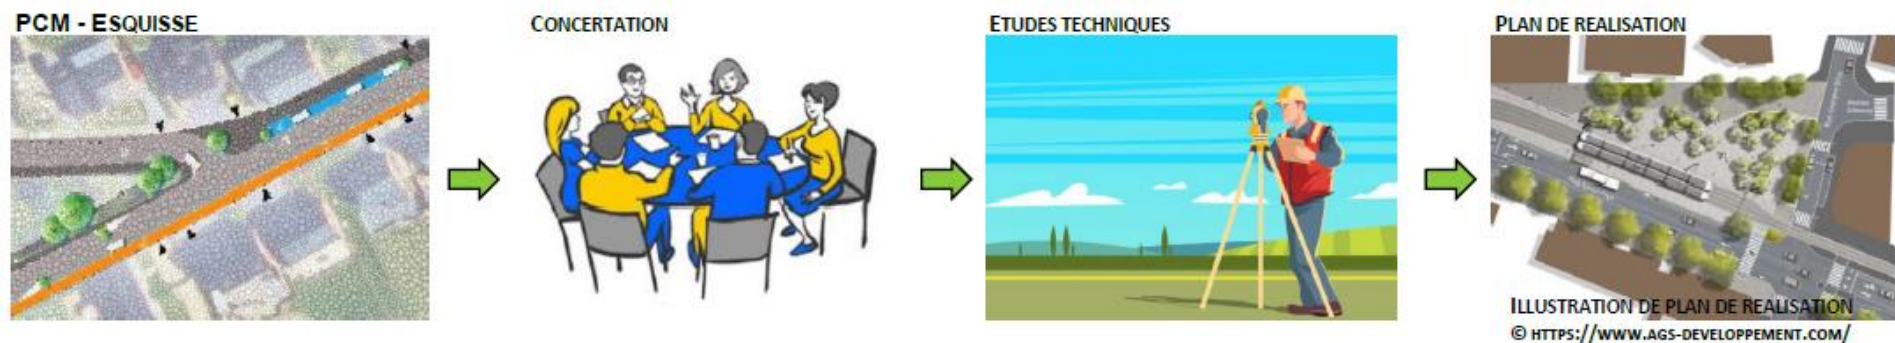 PCM - ESQUISSE
CONCERTATION
ETUDES TECHNIQUES
PLAN DE REALISATION
ILLUSTRATION DE PLAN DE REALISATION
© HTTPS://WWW.AGS-DEVELOPPEMENT.COM/